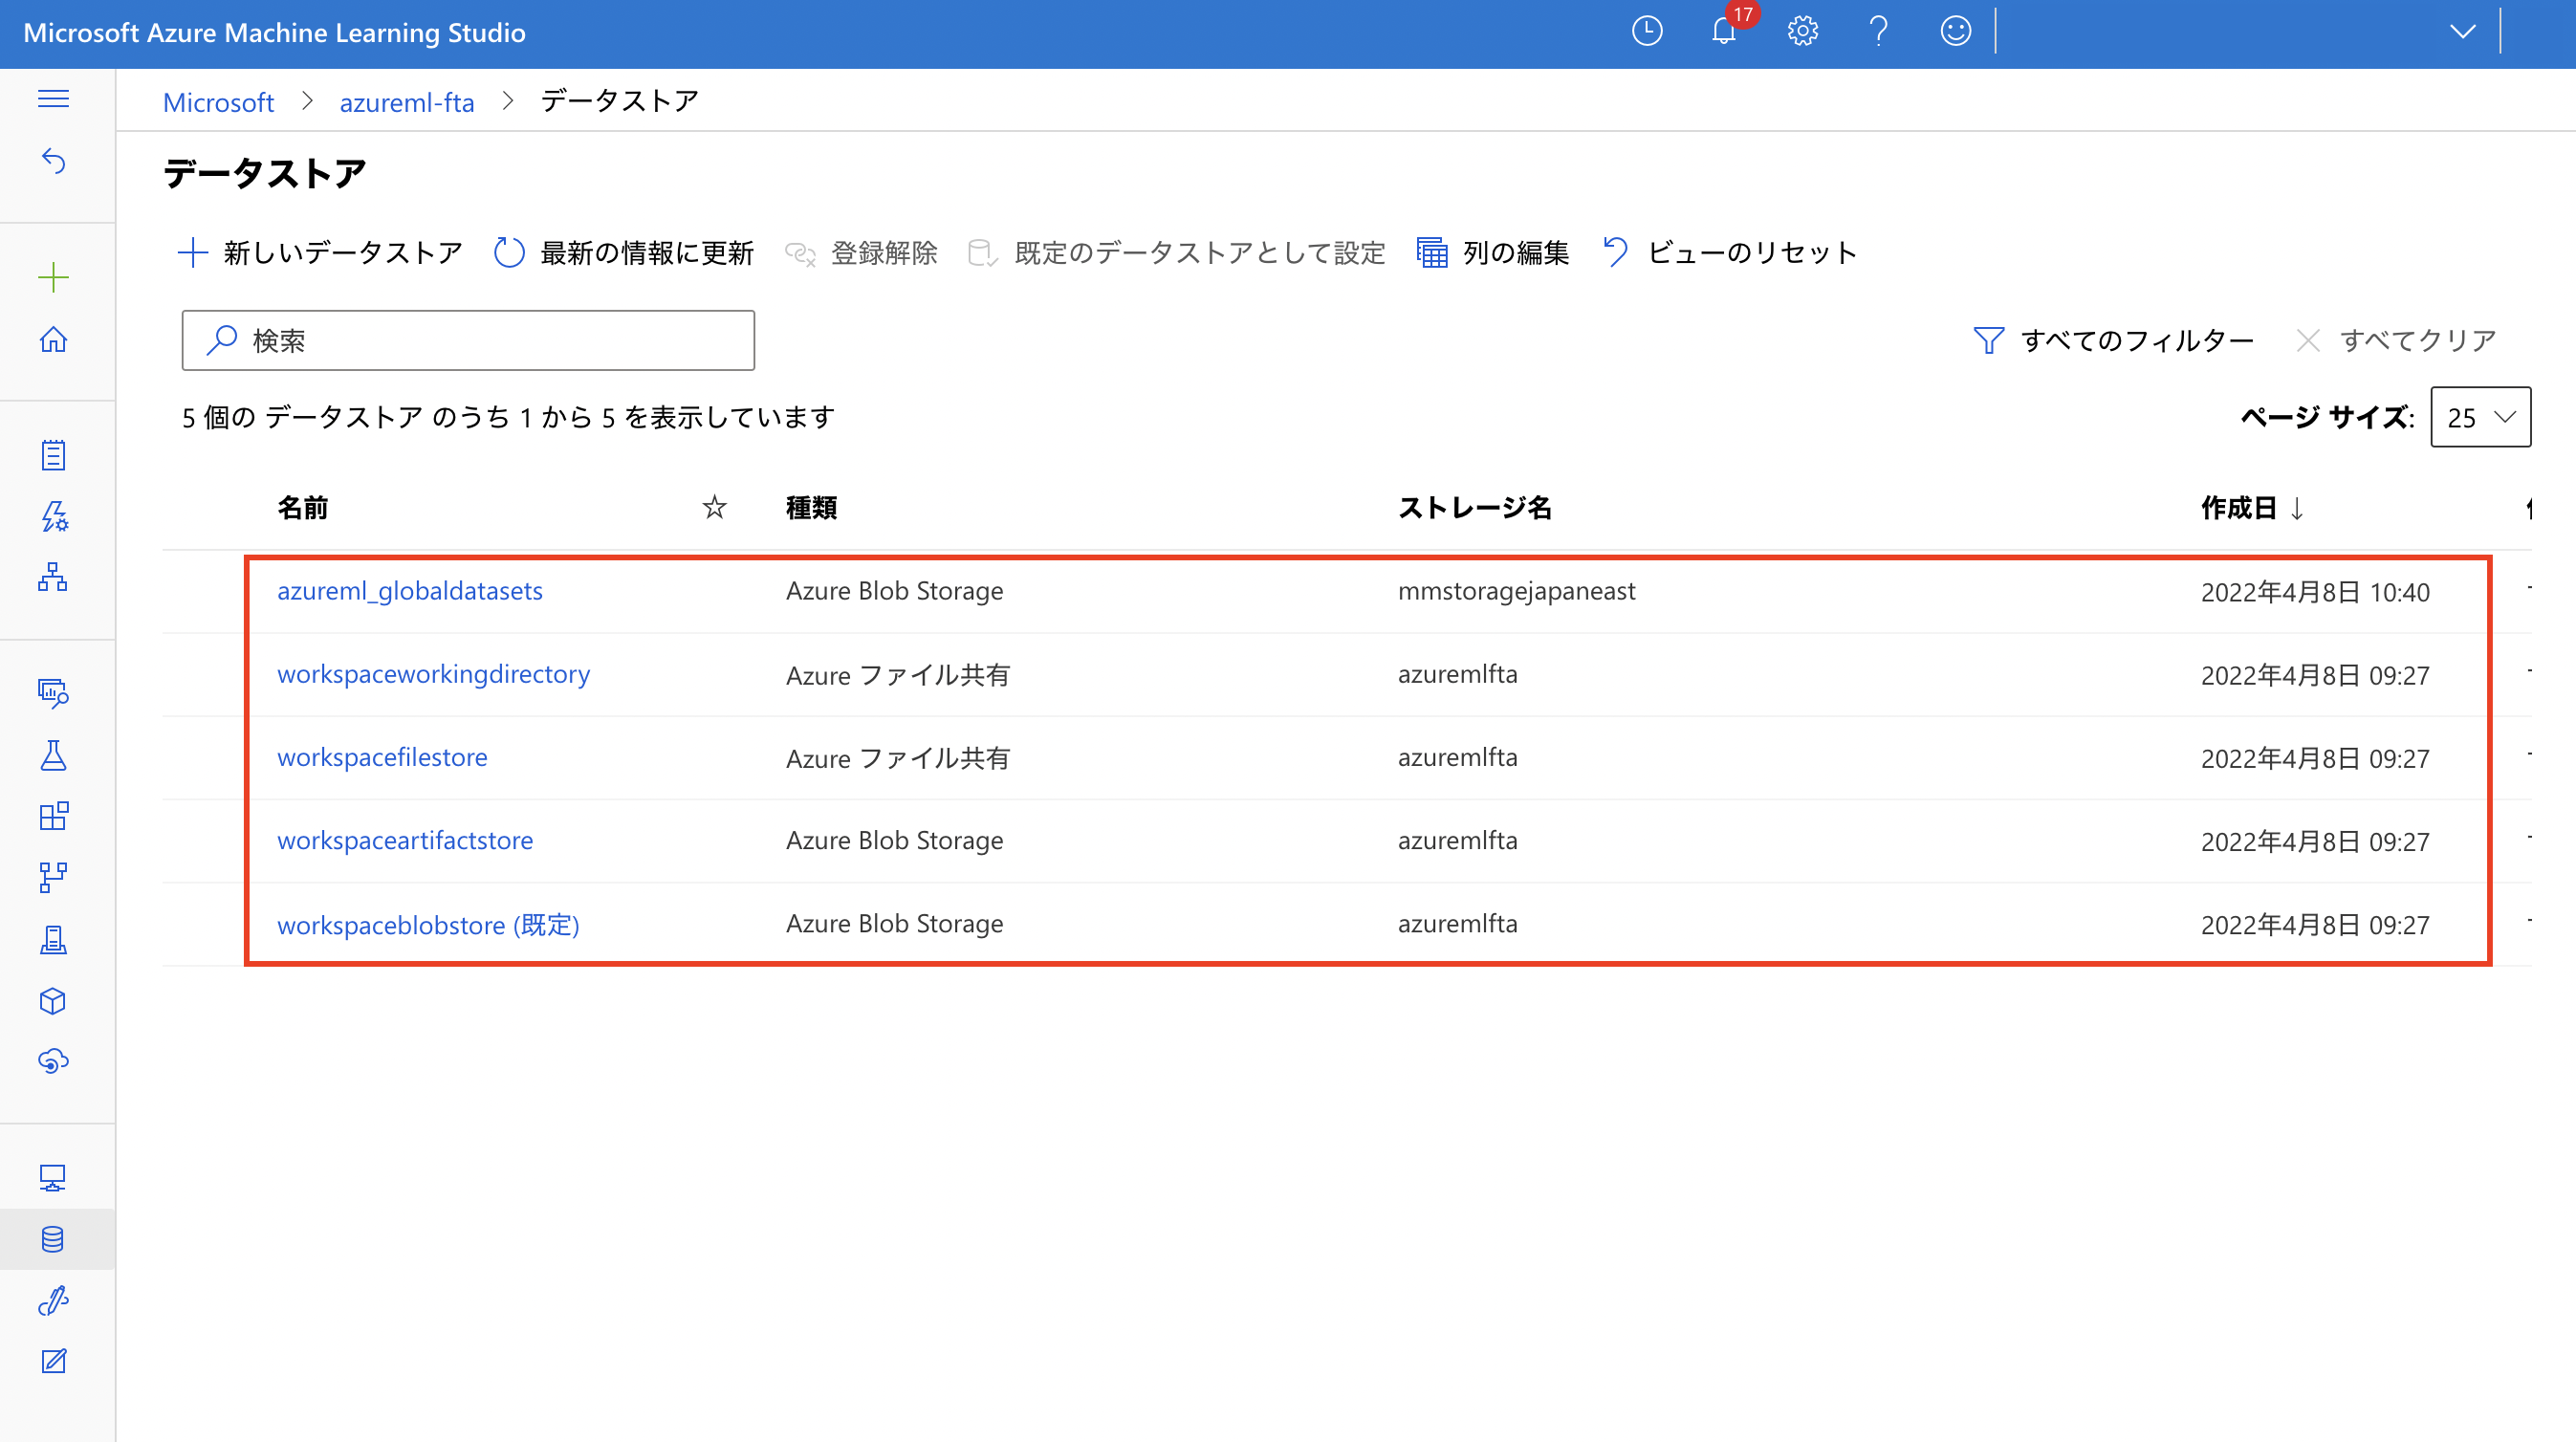 Microsoft Azure Machine Learning Studio
17
Microsoft > azureml-fta > データストア
データストア
新しいデータストア 最新の情報に更新 登録解除 既定のデータストアとして設定 列の編集 ビューのリセット
検索 すべてのフィルター すべてクリア
5 個の データストア のうち 1 から 5 を表示しています ページ サイズ: 25
名前 種類 ストレージ名 作成日 ↓
azureml_globaldatasets Azure Blob Storage mmstoragejapaneast 2022年4月8日 10:40
workspaceworkingdirectory Azure ファイル共有 azuremlfta 2022年4月8日 09:27
workspacefilestore Azure ファイル共有 azuremlfta 2022年4月8日 09:27
workspaceartifactstore Azure Blob Storage azuremlfta 2022年4月8日 09:27
workspaceblobstore (既定) Azure Blob Storage azuremlfta 2022年4月8日 09:27